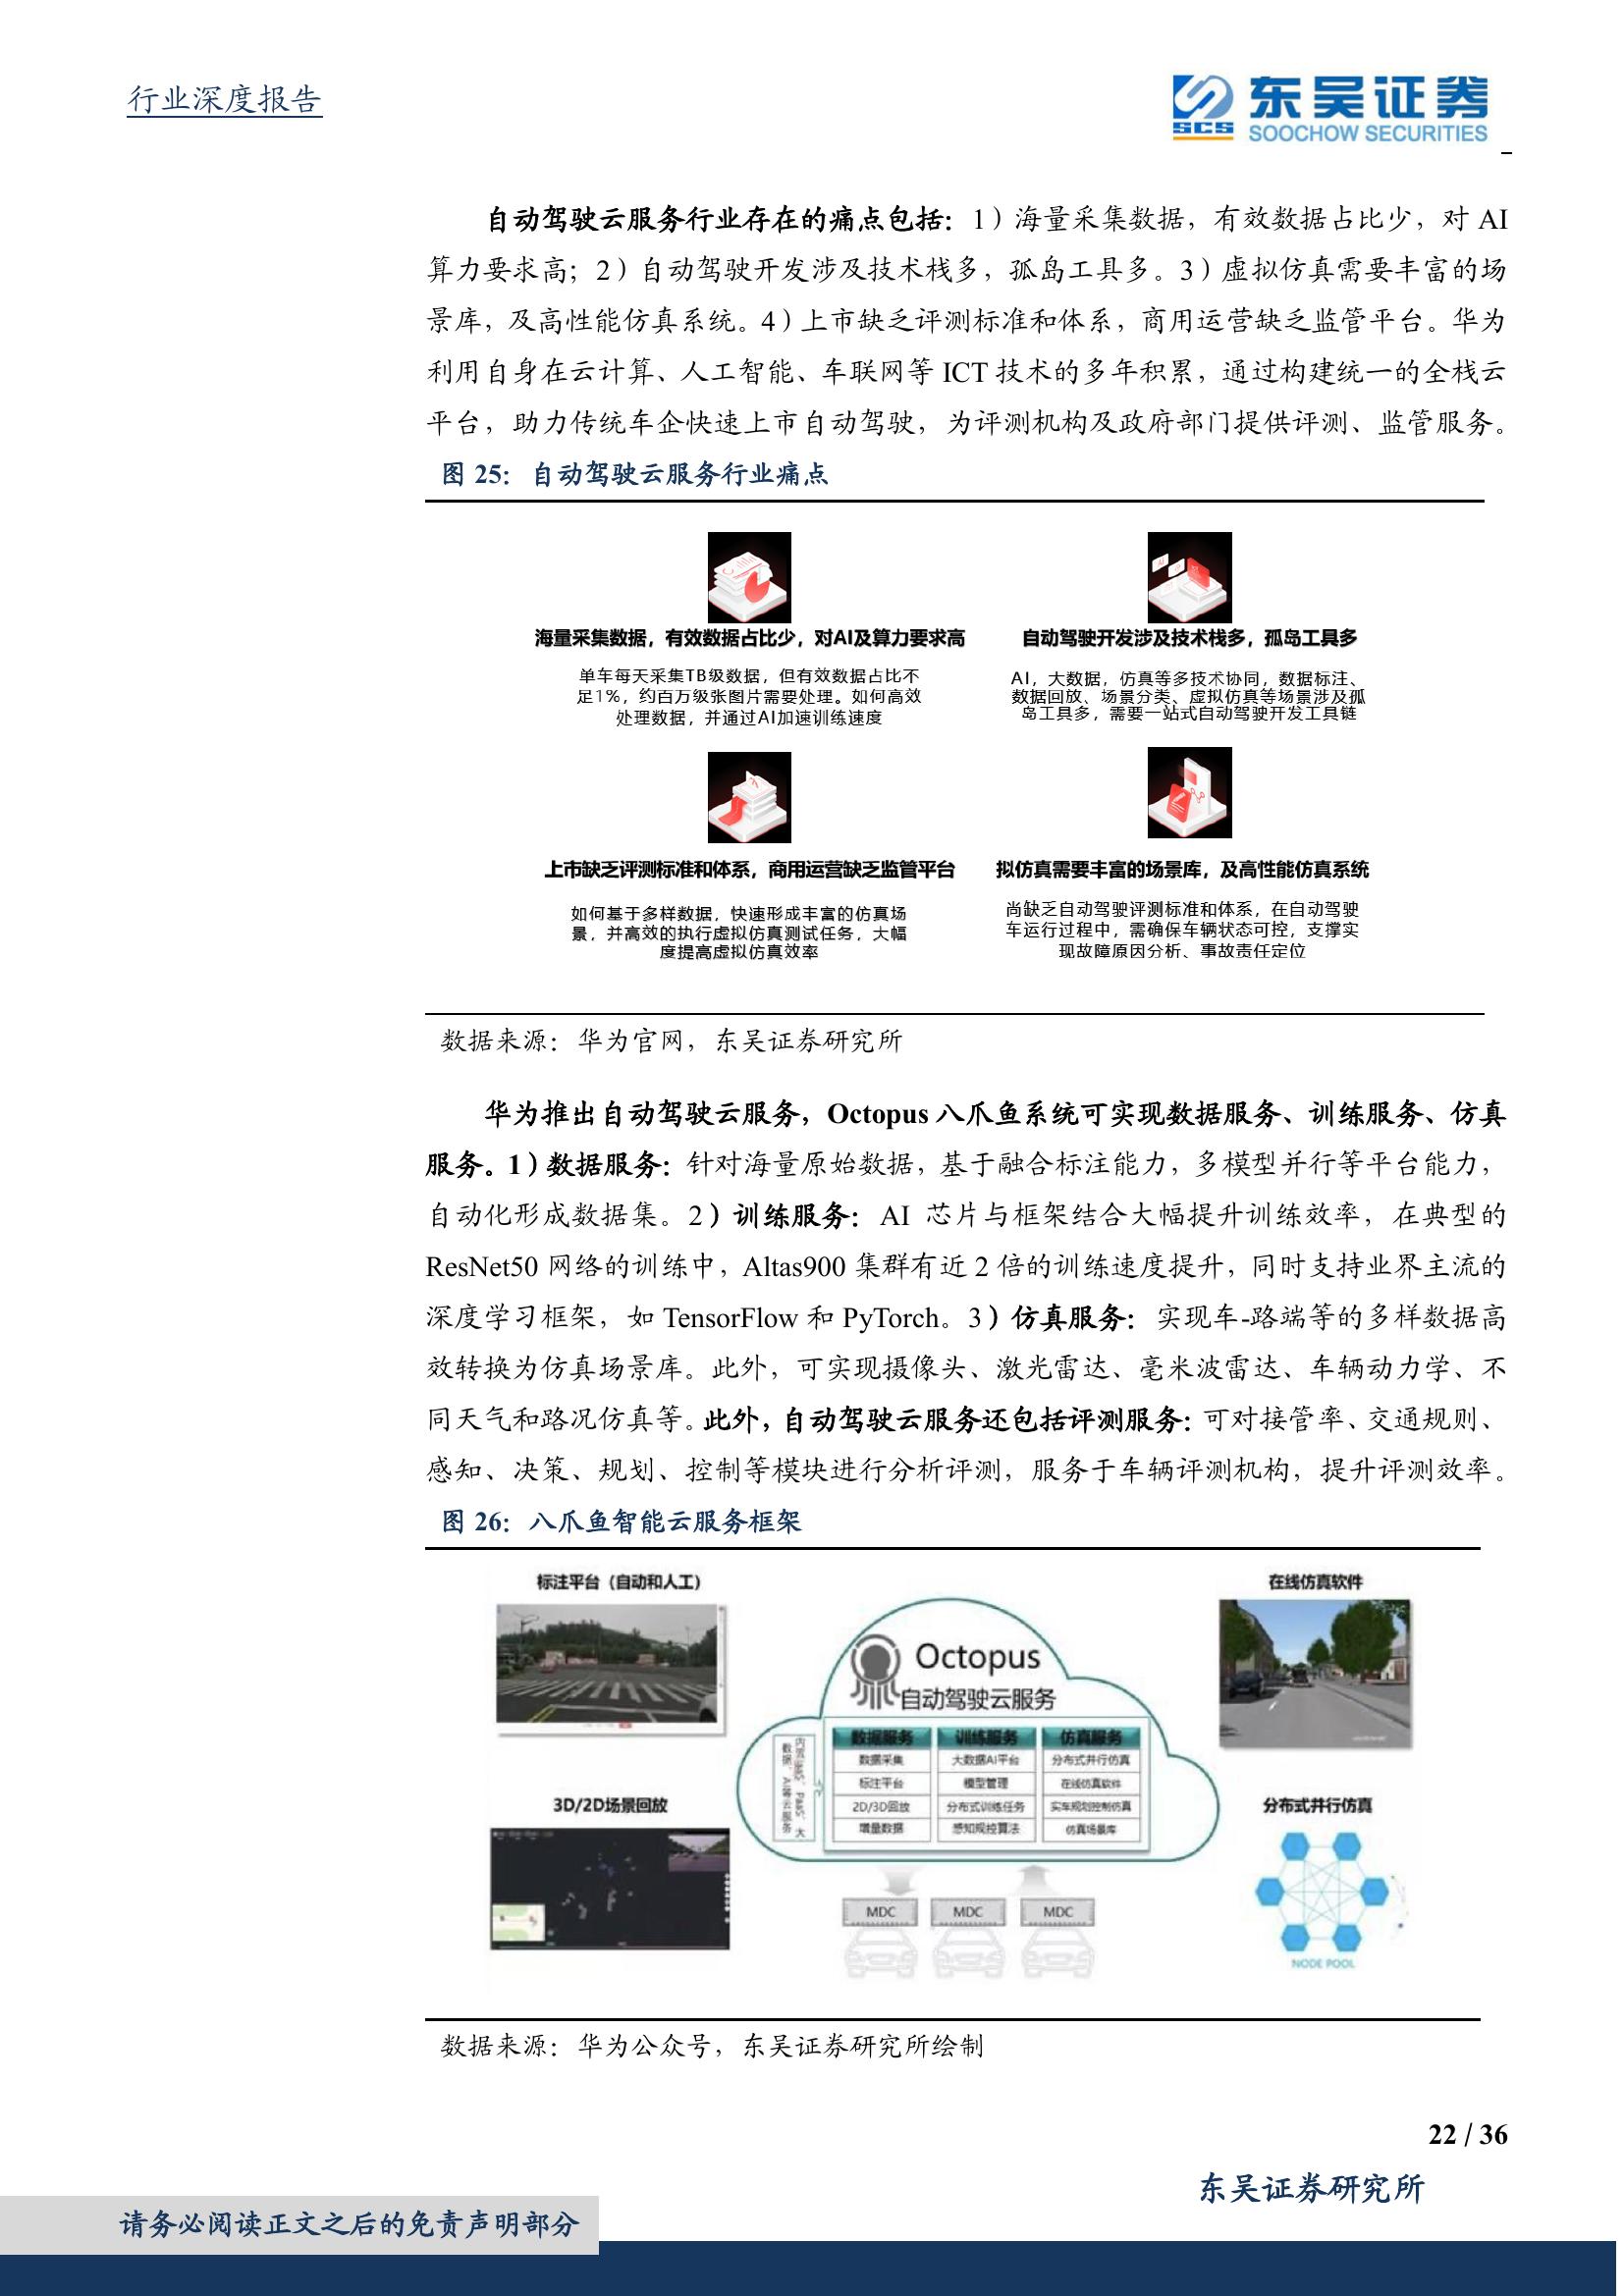 行业深度报告
东吴证券
SCS
SOOCHOW SECURITIES
自动驾驶云服务行业存在的痛点包括：1）海量采集数据，有效数据占比少，对 AI
算力要求高；2）自动驾驶开发涉及技术栈多，孤岛工具多。3）虚拟仿真需要丰富的场
景库，及高性能仿真系统。4）上市缺乏评测标准和体系，商用运营缺乏监管平台。华为
利用自身在云计算、人工智能、车联网等 ICT 技术的多年积累，通过构建统一的全栈云
平台，助力传统车企快速上市自动驾驶，为评测机构及政府部门提供评测、监管服务。
图 25：自动驾驶云服务行业痛点
海量采集数据，有效数据占比少，对AI及算力要求高
单车每天采集TB级数据，但有效数据占比不
足1%，约百万级张图片需要处理。如何高效
处理数据，并通过AI加速训练速度
自动驾驶开发涉及技术栈多，孤岛工具多
AI，大数据，仿真等多技术协同，数据标注、
数据回放、场景分类、虚拟仿真等场景涉及孤
岛工具多，需要一站式自动驾驶开发工具链
上市缺乏评测标准和体系，商用运营缺乏监管平台
如何基于多样数据，快速形成丰富的仿真场
景，并高效的执行虚拟仿真测试任务，大幅
度提高虚拟仿真效率
拟仿真需要丰富的场景库，及高性能仿真系统
尚缺乏自动驾驶评测标准和体系，在自动驾驶
车运行过程中，需确保车辆状态可控，支撑实
现故障原因分析、事故责任定位
数据来源：华为官网，东吴证券研究所
华为推出自动驾驶云服务，Octopus 八爪鱼系统可实现数据服务、训练服务、仿真
服务。1）数据服务：针对海量原始数据，基于融合标注能力，多模型并行等平台能力，
自动化形成数据集。2）训练服务：AI 芯片与框架结合大幅提升训练效率，在典型的
ResNet50 网络的训练中，Altas900 集群有近 2 倍的训练速度提升，同时支持业界主流的
深度学习框架，如 TensorFlow 和 PyTorch。3）仿真服务：实现车-路端等的多样数据高
效转换为仿真场景库。此外，可实现摄像头、激光雷达、毫米波雷达、车辆动力学、不
同天气和路况仿真等。此外，自动驾驶云服务还包括评测服务：可对接管率、交通规则、
感知、决策、规划、控制等模块进行分析评测，服务于车辆评测机构，提升评测效率。
图 26：八爪鱼智能云服务框架
标注平台（自动和人工）
3D/2D场景回放
Octopus
自动驾驶云服务
内置IaaS、PaaS、大
数据、AI等云服务
数据服务 训练服务 仿真服务
数据采集 大数据AI平台 分布式并行仿真
标注平台 模型管理 在线仿真软件
2D/3D回放 分布式训练任务 实车规划控制仿真
增量数据 感知规控算法 仿真场景库
MDC MDC MDC
在线仿真软件
分布式并行仿真
NODE POOL
数据来源：华为公众号，东吴证券研究所绘制
22 / 36
东吴证券研究所
请务必阅读正文之后的免责声明部分